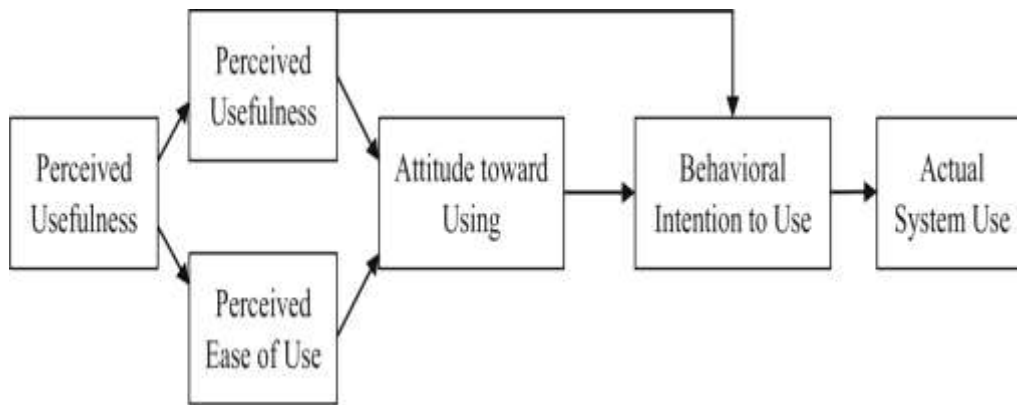 Perceived
Usefulness
Perceived
Usefulness
Perceived
Ease of Use
Attitude toward
Using
Behavioral
Intention to Use
Actual
System Use